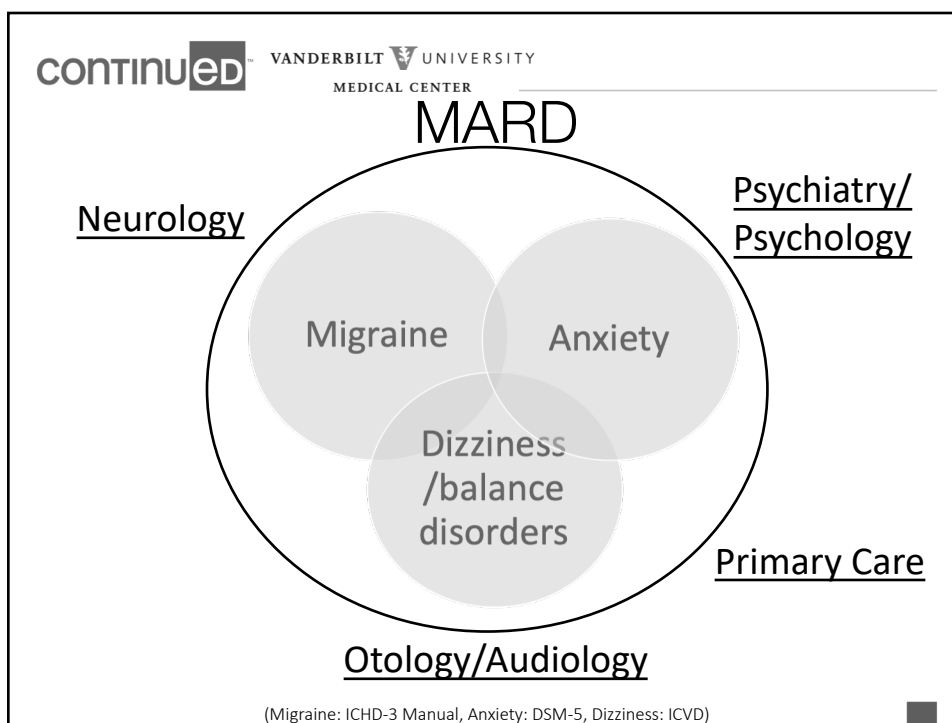 continued™ VANDERBILT UNIVERSITY
MEDICAL CENTER
MARD
Neurology
Psychiatry/
Psychology
Migraine
Anxiety
Dizziness
/balance
disorders
Primary Care
Otology/Audiology
(Migraine: ICHD-3 Manual, Anxiety: DSM-5, Dizziness: ICVD)